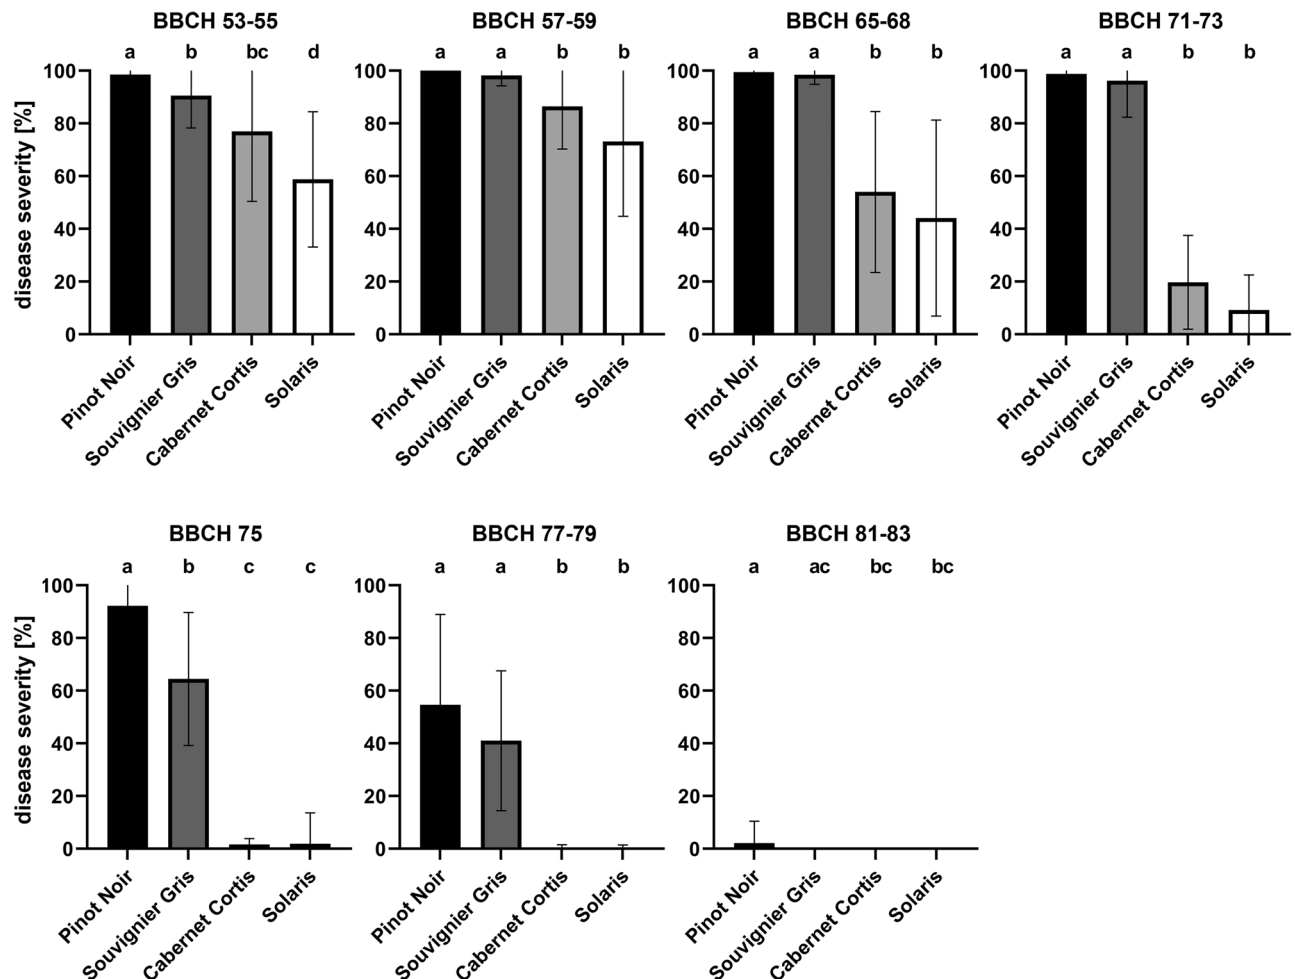 BBCH 53-55 BBCH 57-59 BBCH 65-68 BBCH 71-73
a b bc d a a b b a a b b a a b b
disease severity [%]
100 100 100 100
80 80 80 80
60 60 60 60
40 40 40 40
20 20 20 20
0 0 0 0
Pinot Noir Souvignier Gris Cabernet Cortis Solaris Pinot Noir Souvignier Gris Cabernet Cortis Solaris Pinot Noir Souvignier Gris Cabernet Cortis Solaris Pinot Noir Souvignier Gris Cabernet Cortis Solaris
BBCH 75 BBCH 77-79 BBCH 81-83
a b c c a a b b a ac bc bc
disease severity [%]
100 100 100
80 80 80
60 60 60
40 40 40
20 20 20
0 0 0
Pinot Noir Souvignier Gris Cabernet Cortis Solaris Pinot Noir Souvignier Gris Cabernet Cortis Solaris Pinot Noir Souvignier Gris Cabernet Cortis Solaris